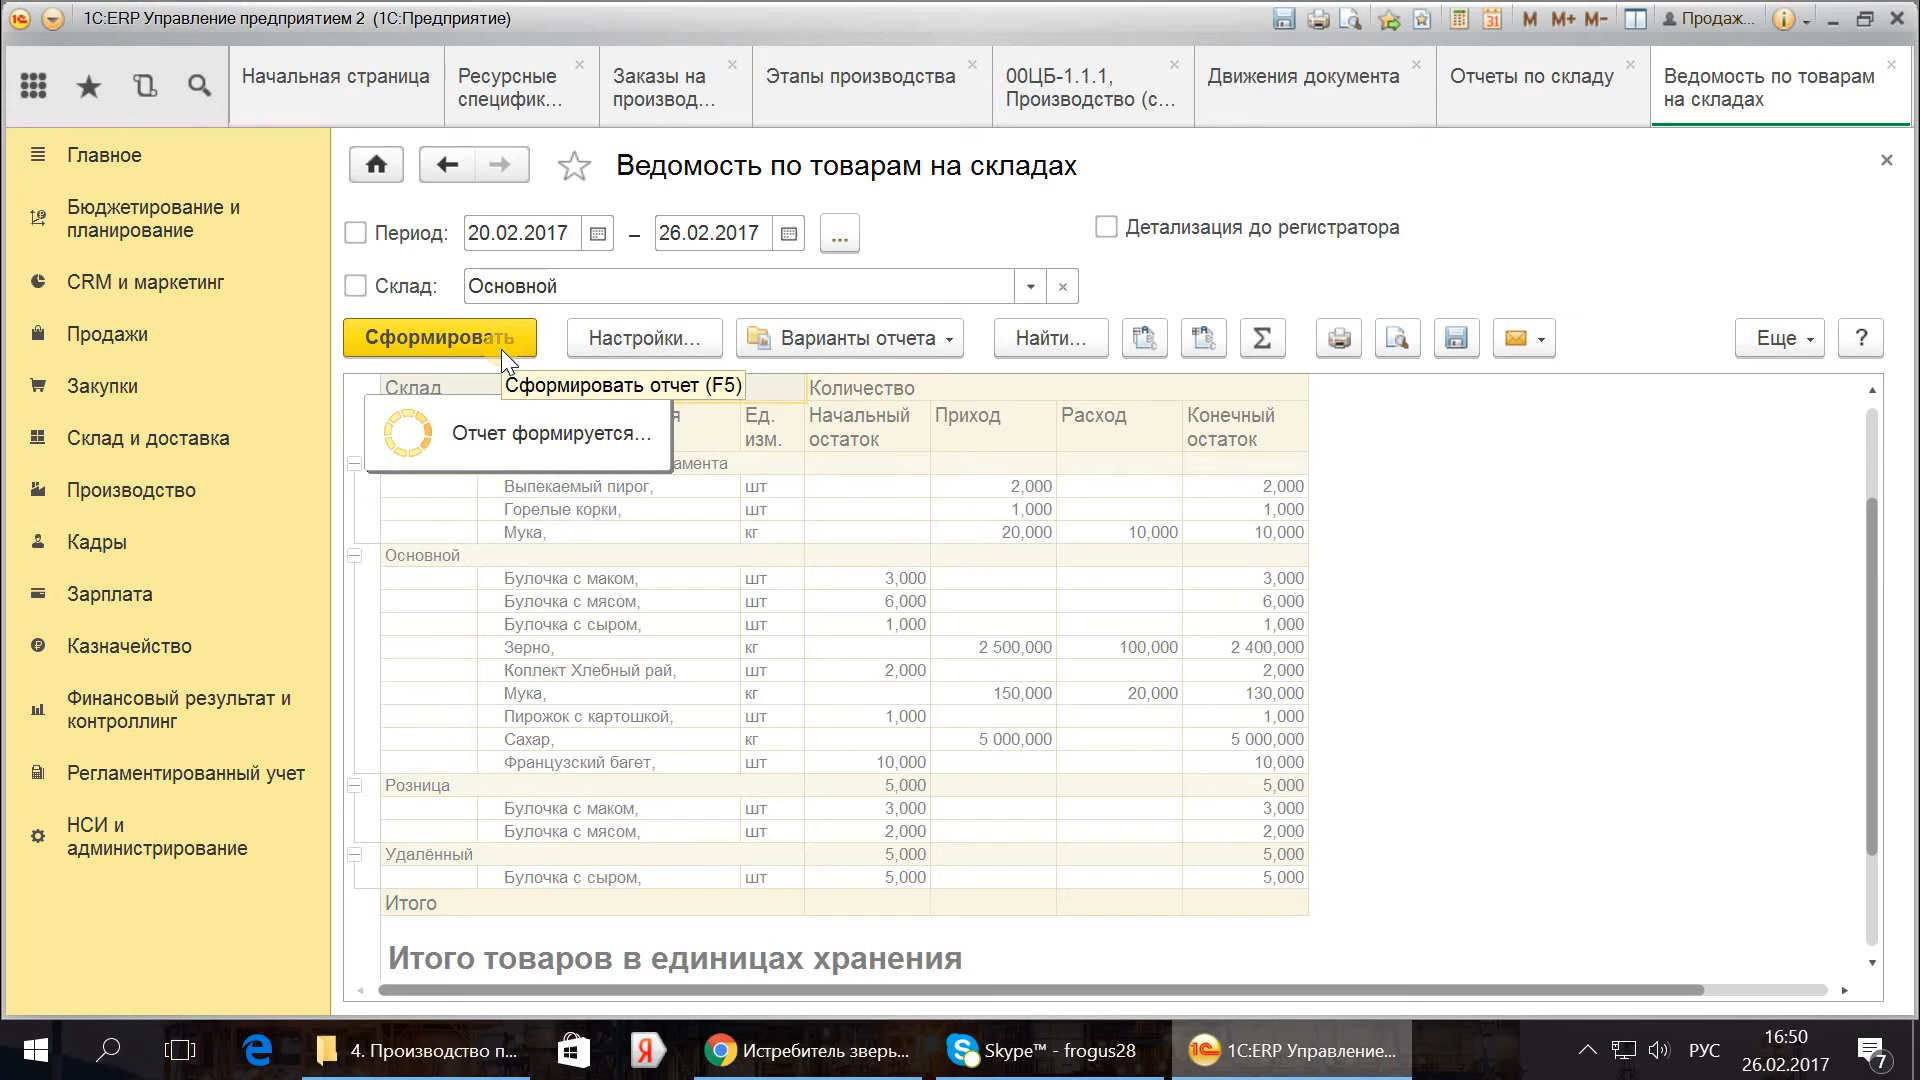 1С:ERP Управление предприятием 2 (1С:Предприятие)
M M+ M- Продаж...
Начальная страница
Ресурсные специфик...
Заказы на производ...
Этапы производства
00ЦБ-1.1.1, Производство (с...
Движения документа
Отчеты по складу
Ведомость по товарам на складах
Главное
Бюджетирование и
планирование
CRM и маркетинг
Продажи
Закупки
Склад и доставка
Производство
Кадры
Зарплата
Казначейство
Финансовый результат и
контроллинг
Регламентированный учет
НСИ и
администрирование
Ведомость по товарам на складах
Период: 20.02.2017 – 26.02.2017 ... Детализация до регистратора
Склад: Основной
Сформировать Настройки... Варианты отчета Найти... Σ Еще ?
Сформировать отчет (F5)
Отчет формируется...
Склад Количество
я Ед. изм. Начальный остаток Приход Расход Конечный остаток
амента
Выпекаемый пирог, шт 2,000 2,000
Горелые корки, шт 1,000 1,000
Мука, кг 20,000 10,000 10,000
Основной
Булочка с маком, шт 3,000 3,000
Булочка с мясом, шт 6,000 6,000
Булочка с сыром, шт 1,000 1,000
Зерно, кг 2 500,000 100,000 2 400,000
Коплект Хлебный рай, шт 2,000 2,000
Мука, кг 150,000 20,000 130,000
Пирожок с картошкой, шт 1,000 1,000
Сахар, кг 5 000,000 5 000,000
Французский багет, шт 10,000 10,000
Розница 5,000 5,000
Булочка с маком, шт 3,000 3,000
Булочка с мясом, шт 2,000 2,000
Удалённый 5,000 5,000
Булочка с сыром, шт 5,000 5,000
Итого
Итого товаров в единицах хранения
4. Производство п...
Я
Истребитель зверь...
Skype™ - frogus28
1С:ERP Управление...
РУС
16:50
26.02.2017
7